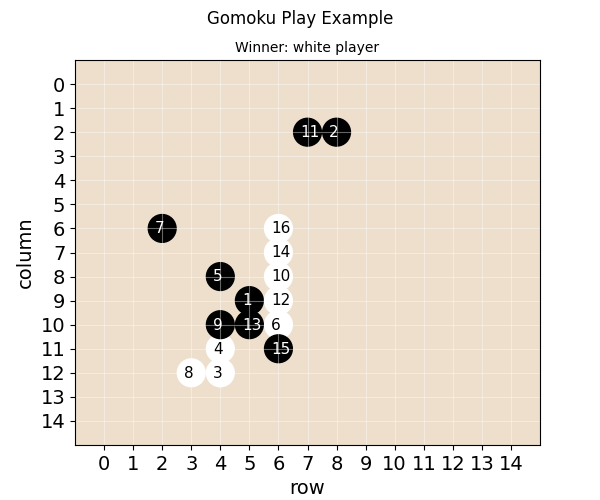 Gomoku Play Example
Winner: white player
0
1
2 11 2
3
4
5
6 7 16
7 14
8 5 10
9 1 12
10 9 13 6
11 4 15
12 8 3
13
14
column
0 1 2 3 4 5 6 7 8 9 10 11 12 13 14
row